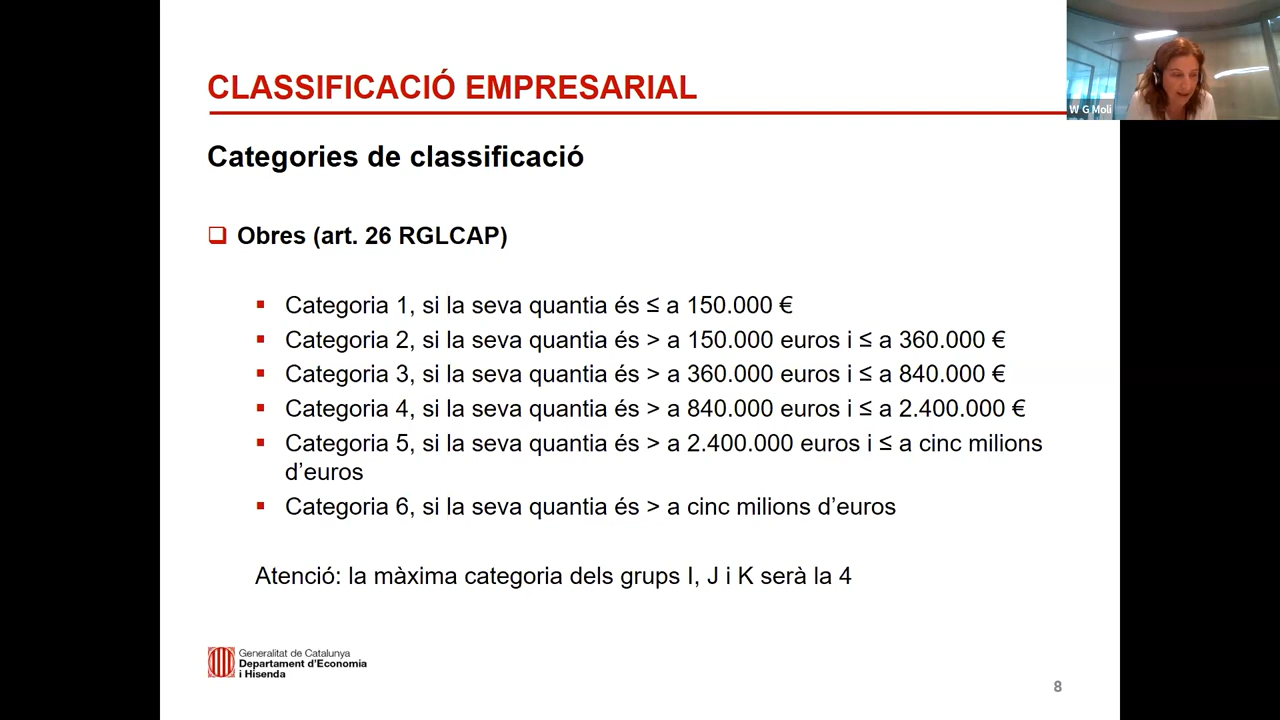 CLASSIFICACIÓ EMPRESARIAL
W G Moli
Categories de classificació
❑ Obres (art. 26 RGLCAP)
▪ Categoria 1, si la seva quantia és ≤ a 150.000 €
▪ Categoria 2, si la seva quantia és > a 150.000 euros i ≤ a 360.000 €
▪ Categoria 3, si la seva quantia és > a 360.000 euros i ≤ a 840.000 €
▪ Categoria 4, si la seva quantia és > a 840.000 euros i ≤ a 2.400.000 €
▪ Categoria 5, si la seva quantia és > a 2.400.000 euros i ≤ a cinc milions
d’euros
▪ Categoria 6, si la seva quantia és > a cinc milions d’euros
Atenció: la màxima categoria dels grups I, J i K serà la 4
Generalitat de Catalunya
Departament d’Economia
i Hisenda
8